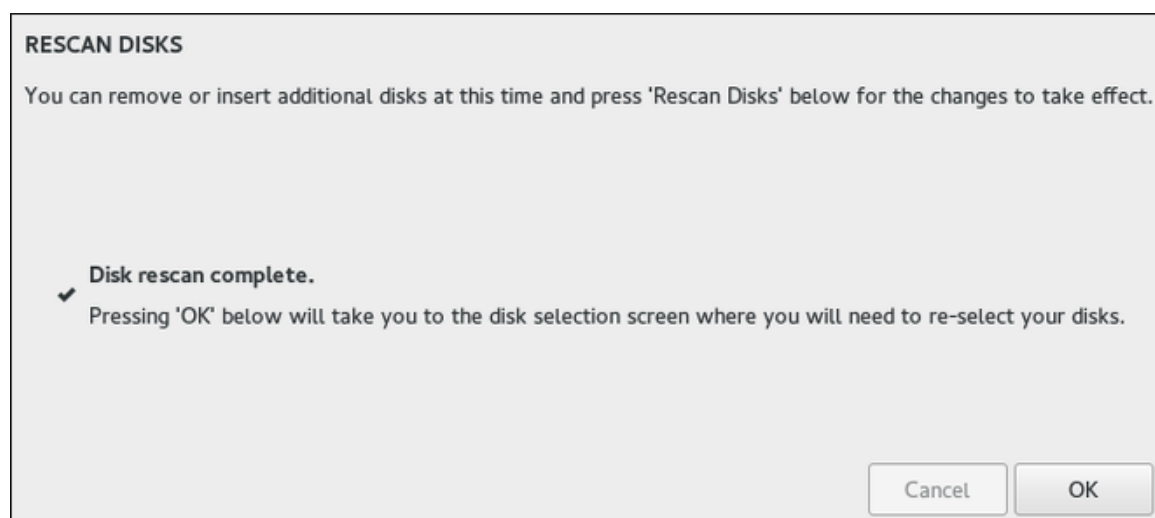 RESCAN DISKS
You can remove or insert additional disks at this time and press 'Rescan Disks' below for the changes to take effect.
Disk rescan complete.
Pressing 'OK' below will take you to the disk selection screen where you will need to re-select your disks.
Cancel
OK